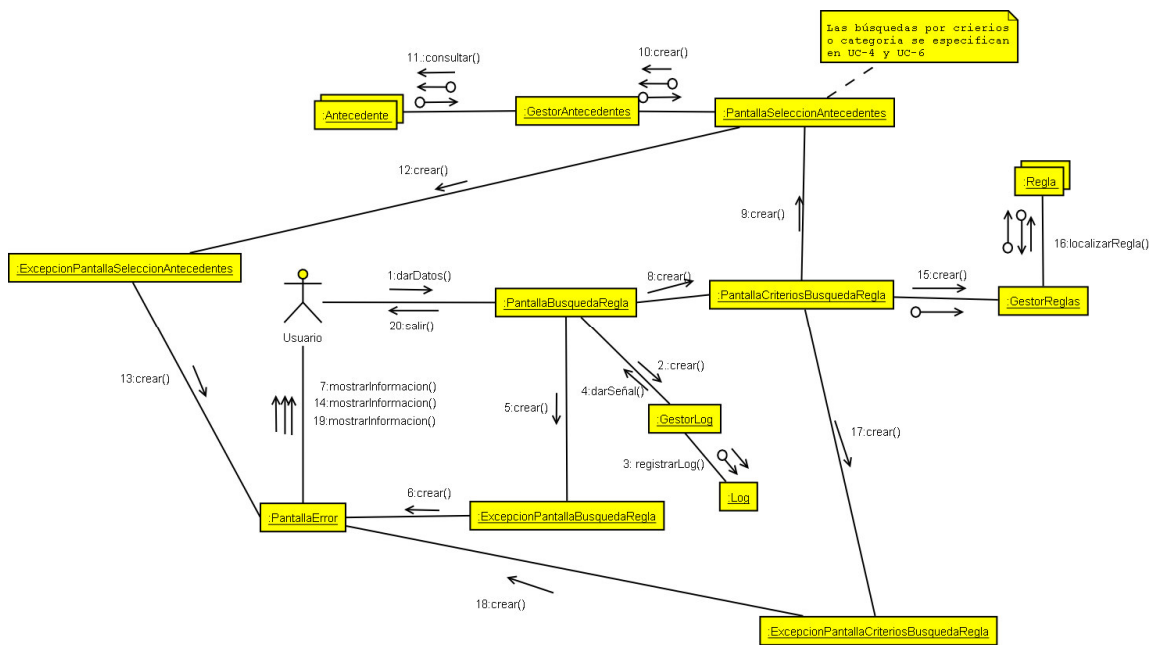 Las búsquedas por crierios
o categoria se especifican
en UC-4 y UC-6
11.:consultar()
10:crear()
:Antecedente
:GestorAntecedentes
:PantallaSeleccionAntecedentes
12:crear()
:Regla
9:crear()
16:localizarRegla()
:ExcepcionPantallaSeleccionAntecedentes
1:darDatos()
8:crear()
15:crear()
:PantallaBusquedaRegla
:PantallaCriteriosBusquedaRegla
:GestorReglas
20:salir()
Usuario
13:crear()
2.:crear()
7:mostrarInformacion()
4:darSeñal()
14:mostrarInformacion()
5:crear()
19:mostrarInformacion()
:GestorLog
17:crear()
3: registrarLog()
6:crear()
:Log
:PantallaError
:ExcepcionPantallaBusquedaRegla
18:crear()
:ExcepcionPantallaCriteriosBusquedaRegla